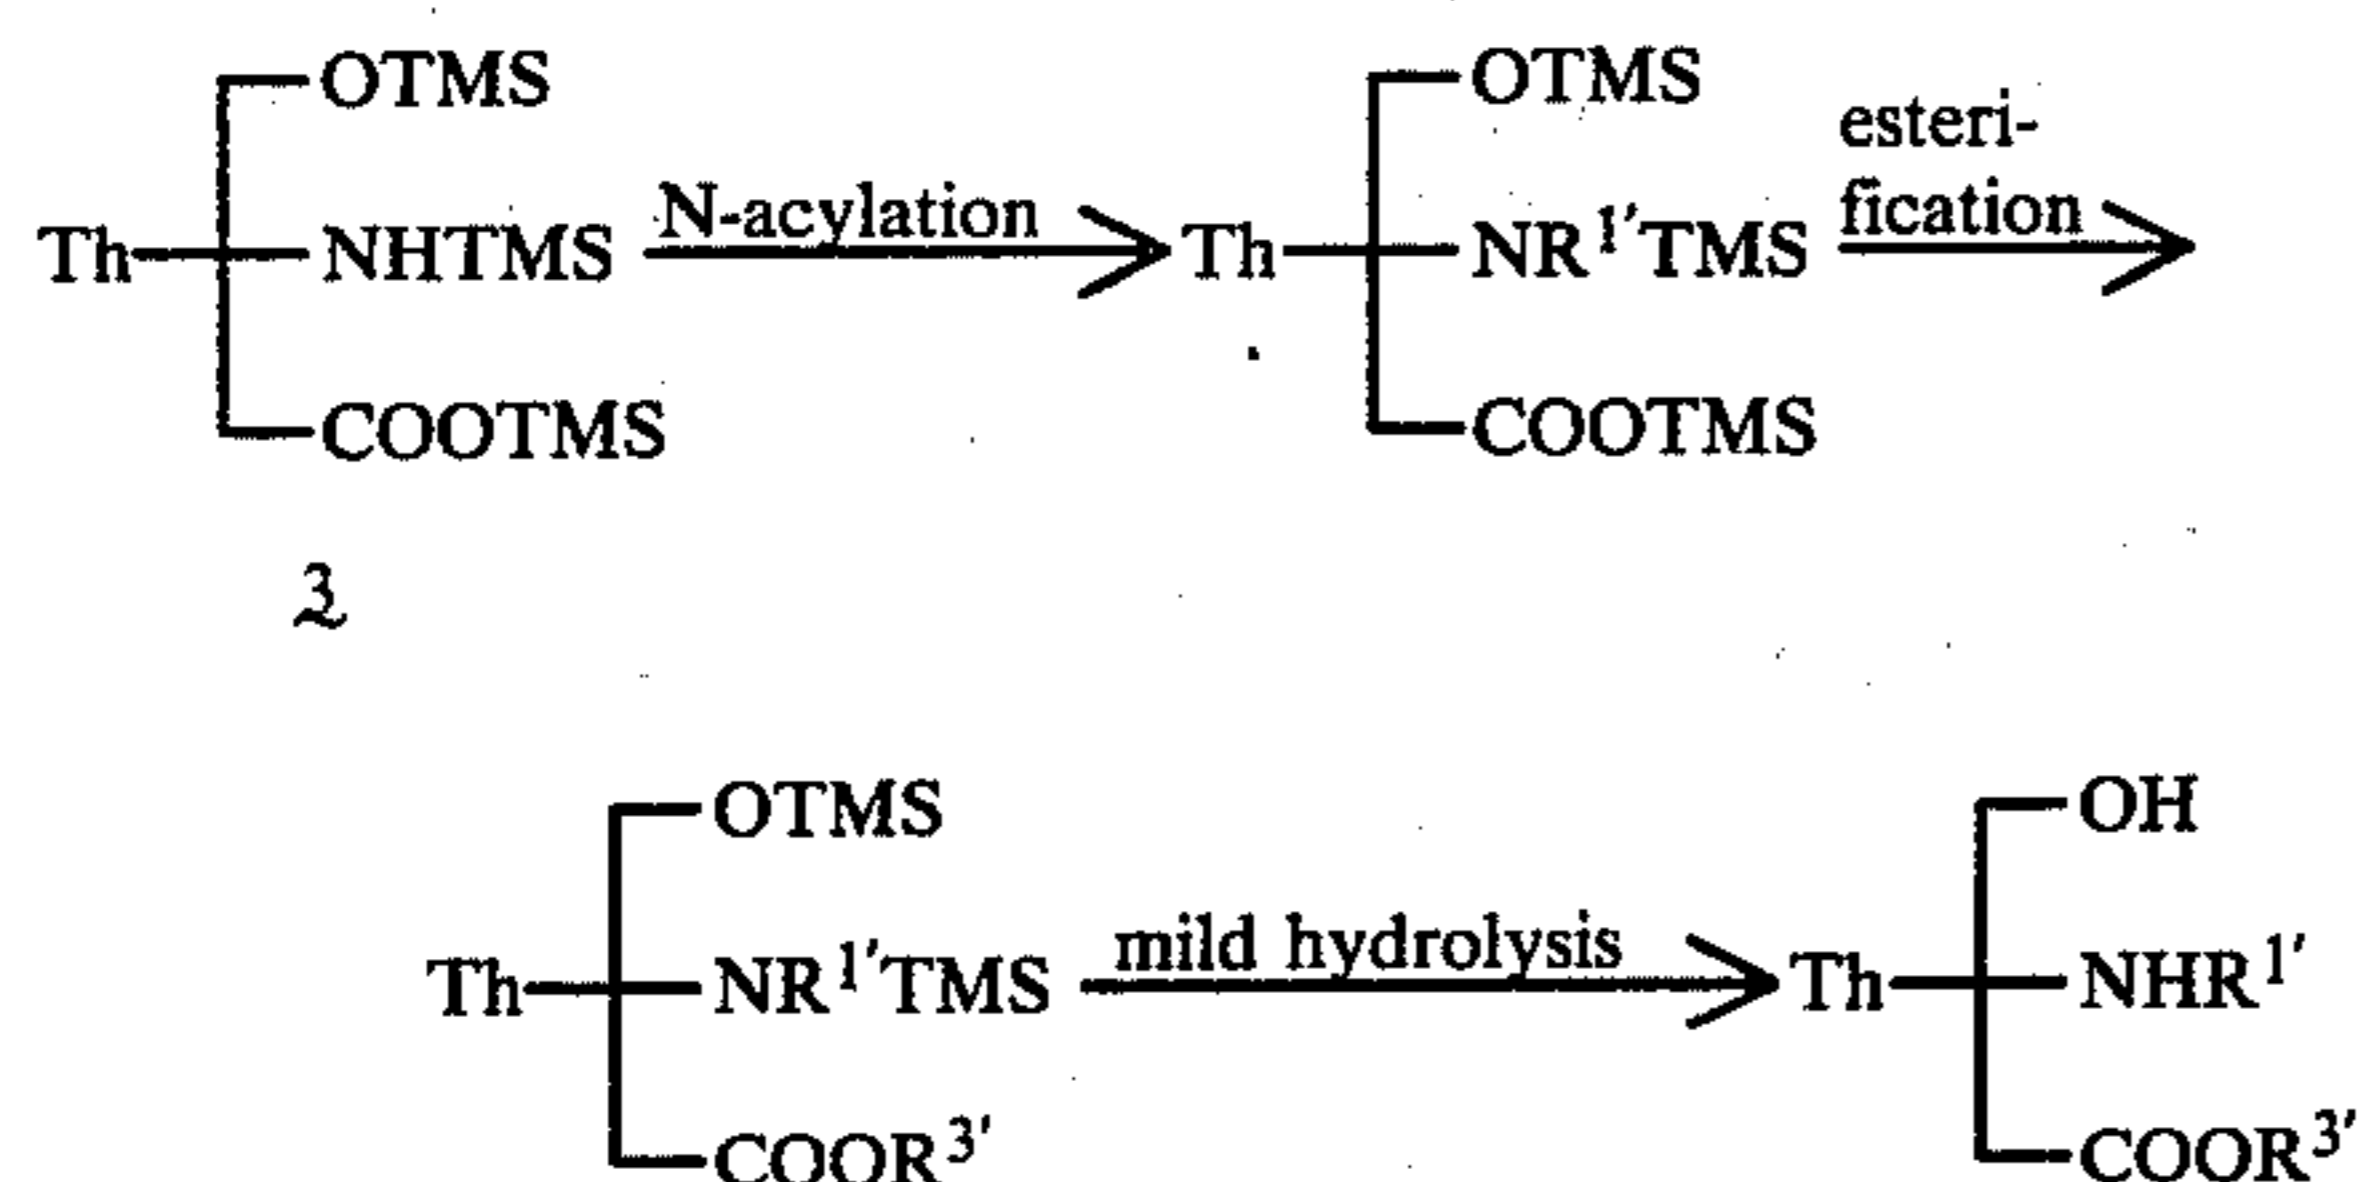 OTMS
OTMS
esteri-
fication
Th
NHTMS
N-acylation
Th
NR1'TMS
COOTMS
COOTMS
3
OTMS
OH
Th
NR1'TMS
mild hydrolysis
Th
NHR1'
COOR3'
COOR3'